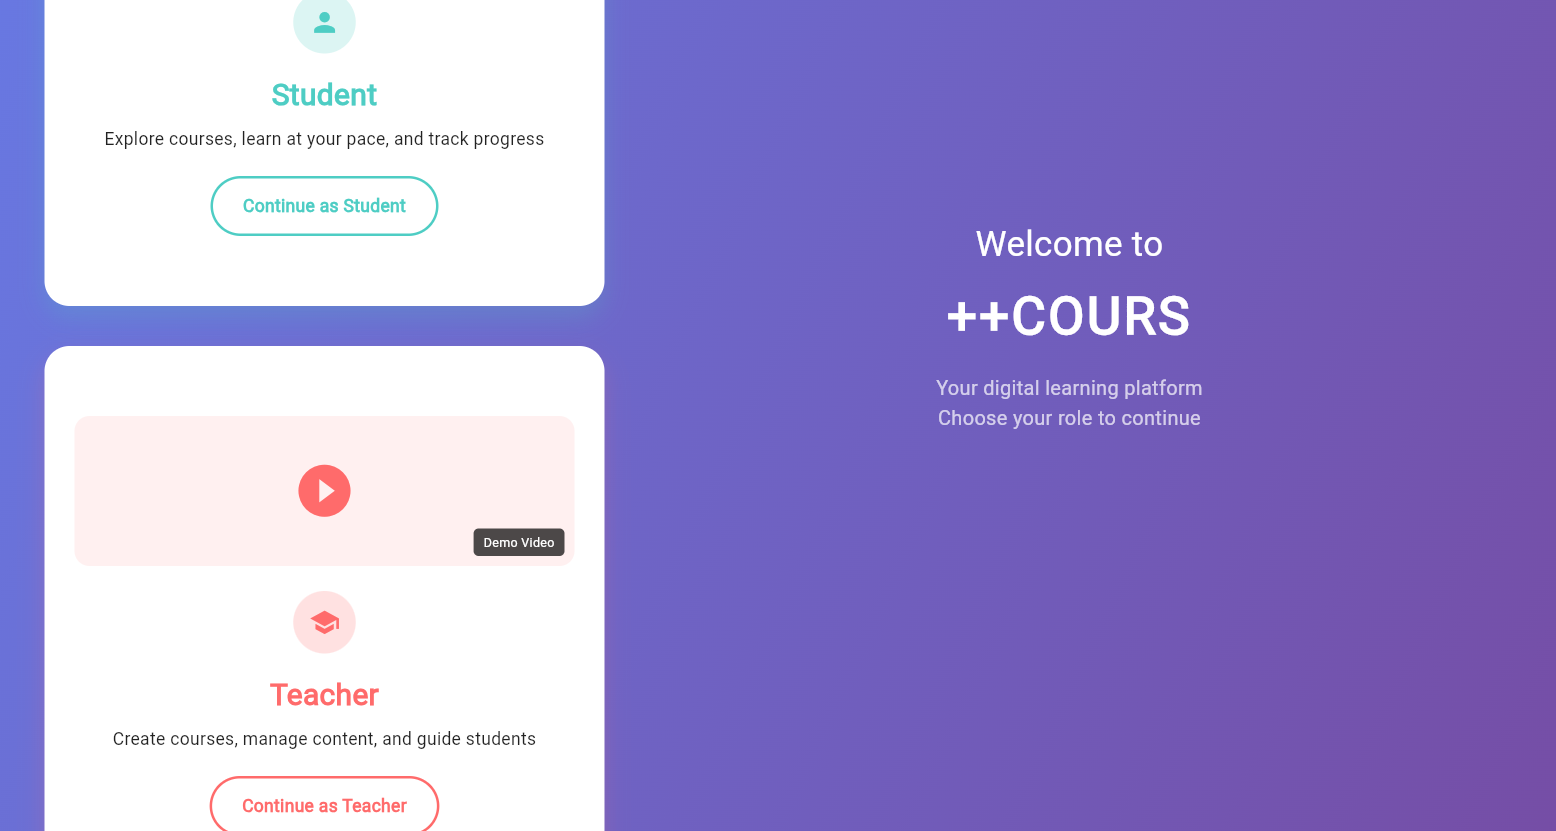 Student
Explore courses, learn at your pace, and track progress
Continue as Student
Demo Video
Teacher
Create courses, manage content, and guide students
Continue as Teacher
Welcome to
++COURS
Your digital learning platform
Choose your role to continue